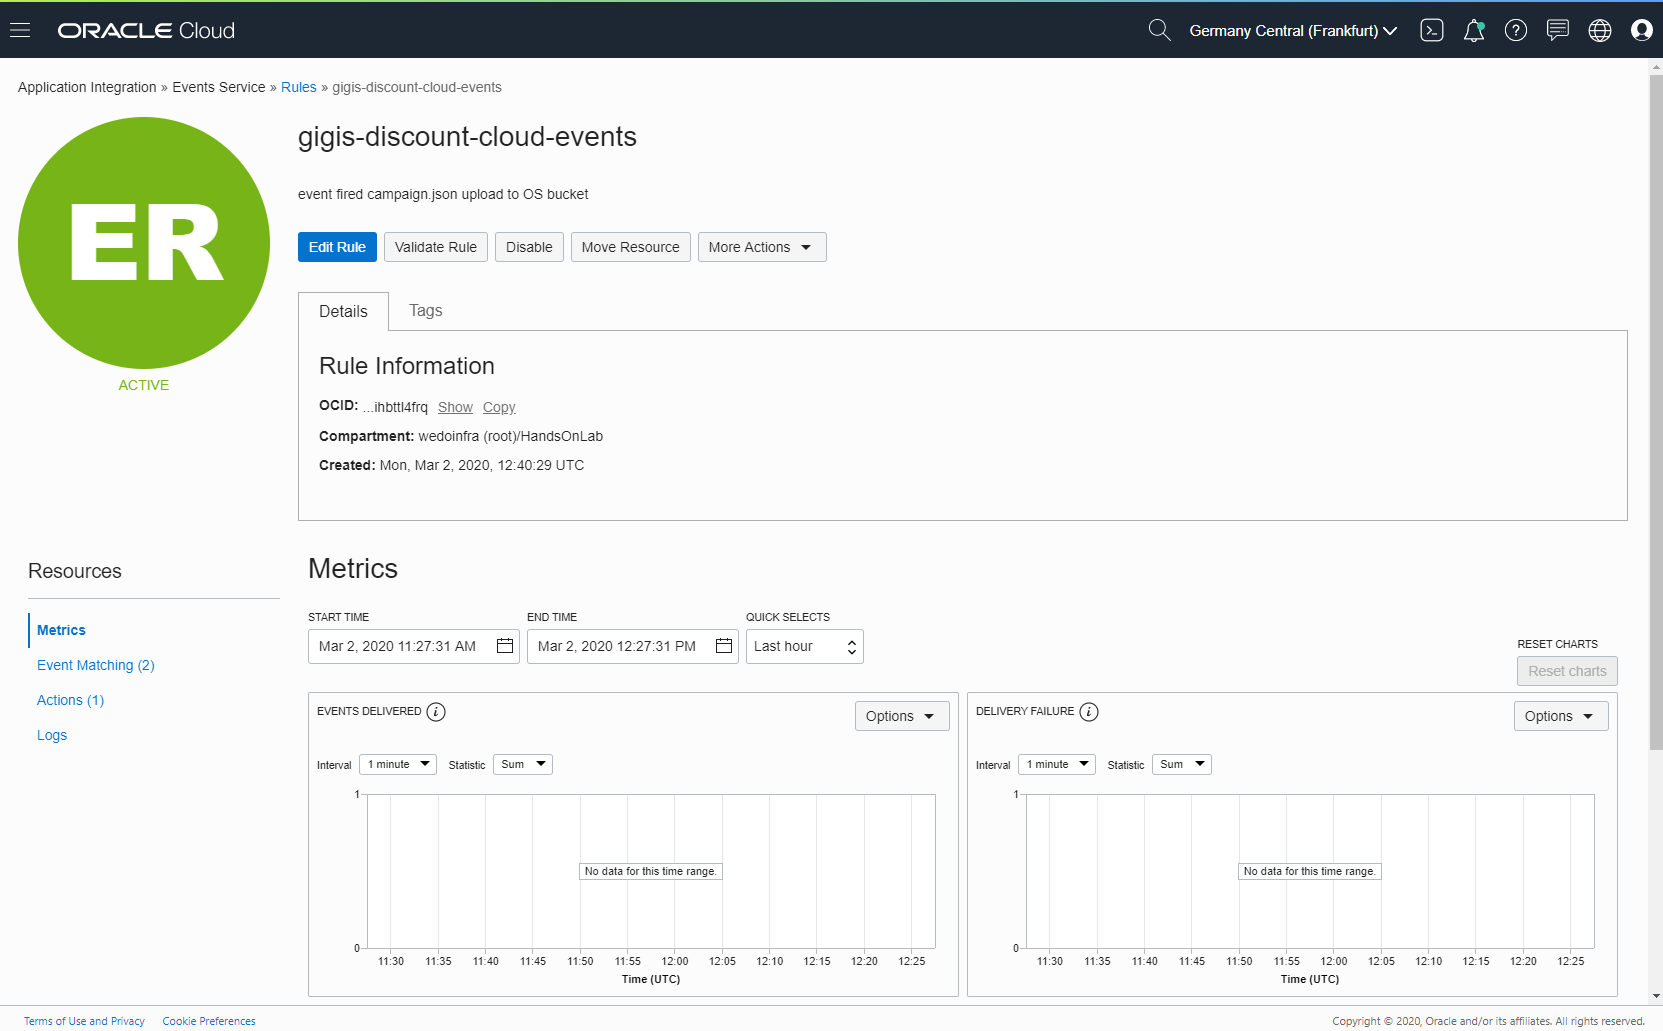 ORACLE Cloud
Germany Central (Frankfurt)
Application Integration » Events Service » Rules » gigis-discount-cloud-events
ER
ACTIVE
gigis-discount-cloud-events
event fired campaign.json upload to OS bucket
Edit Rule Validate Rule Disable Move Resource More Actions
Details Tags
Rule Information
OCID: ...ihbttl4frq Show Copy
Compartment: wedoinfra (root)/HandsOnLab
Created: Mon, Mar 2, 2020, 12:40:29 UTC
Resources
Metrics
Event Matching (2)
Actions (1)
Logs
Metrics
START TIME END TIME QUICK SELECTS
Mar 2, 2020 11:27:31 AM Mar 2, 2020 12:27:31 PM Last hour
RESET CHARTS
Reset charts
EVENTS DELIVERED i Options
Interval 1 minute Statistic Sum
1
No data for this time range.
0
11:30 11:35 11:40 11:45 11:50 11:55 12:00 12:05 12:10 12:15 12:20 12:25
Time (UTC)
DELIVERY FAILURE i Options
Interval 1 minute Statistic Sum
1
No data for this time range.
0
11:30 11:35 11:40 11:45 11:50 11:55 12:00 12:05 12:10 12:15 12:20 12:25
Time (UTC)
Terms of Use and Privacy Cookie Preferences
Copyright © 2020, Oracle and/or its affiliates. All rights reserved.